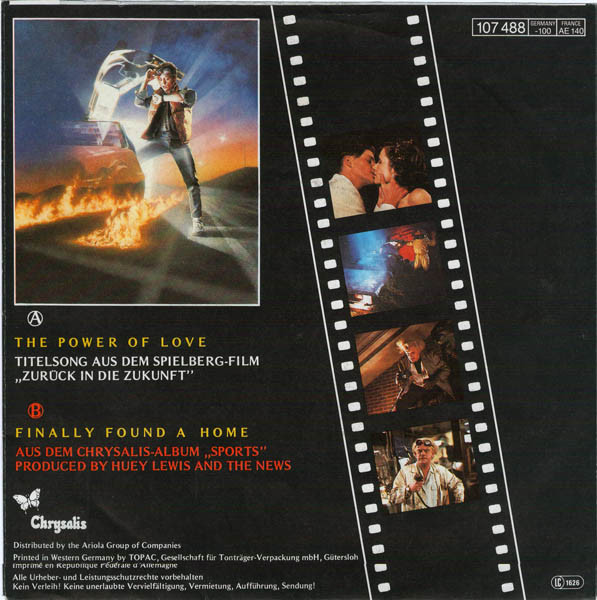 107 488 GERMANY -100 FRANCE AE 140
A
THE POWER OF LOVE
TITELSONG AUS DEM SPIELBERG-FILM
„ZURÜCK IN DIE ZUKUNFT”
B
FINALLY FOUND A HOME
AUS DEM CHRYSALIS-ALBUM „SPORTS”
PRODUCED BY HUEY LEWIS AND THE NEWS
Chrysalis
Distributed by the Ariola Group of Companies
Printed in Western Germany by TOPAC, Gesellschaft für Tonträger-Verpackung mbH, Gütersloh
Imprimé en République Fédérale d'Allemagne
Alle Urheber- und Leistungsschutzrechte vorbehalten
Kein Verleih! Keine unerlaubte Vervielfältigung, Vermietung, Aufführung, Sendung!
LC 1626